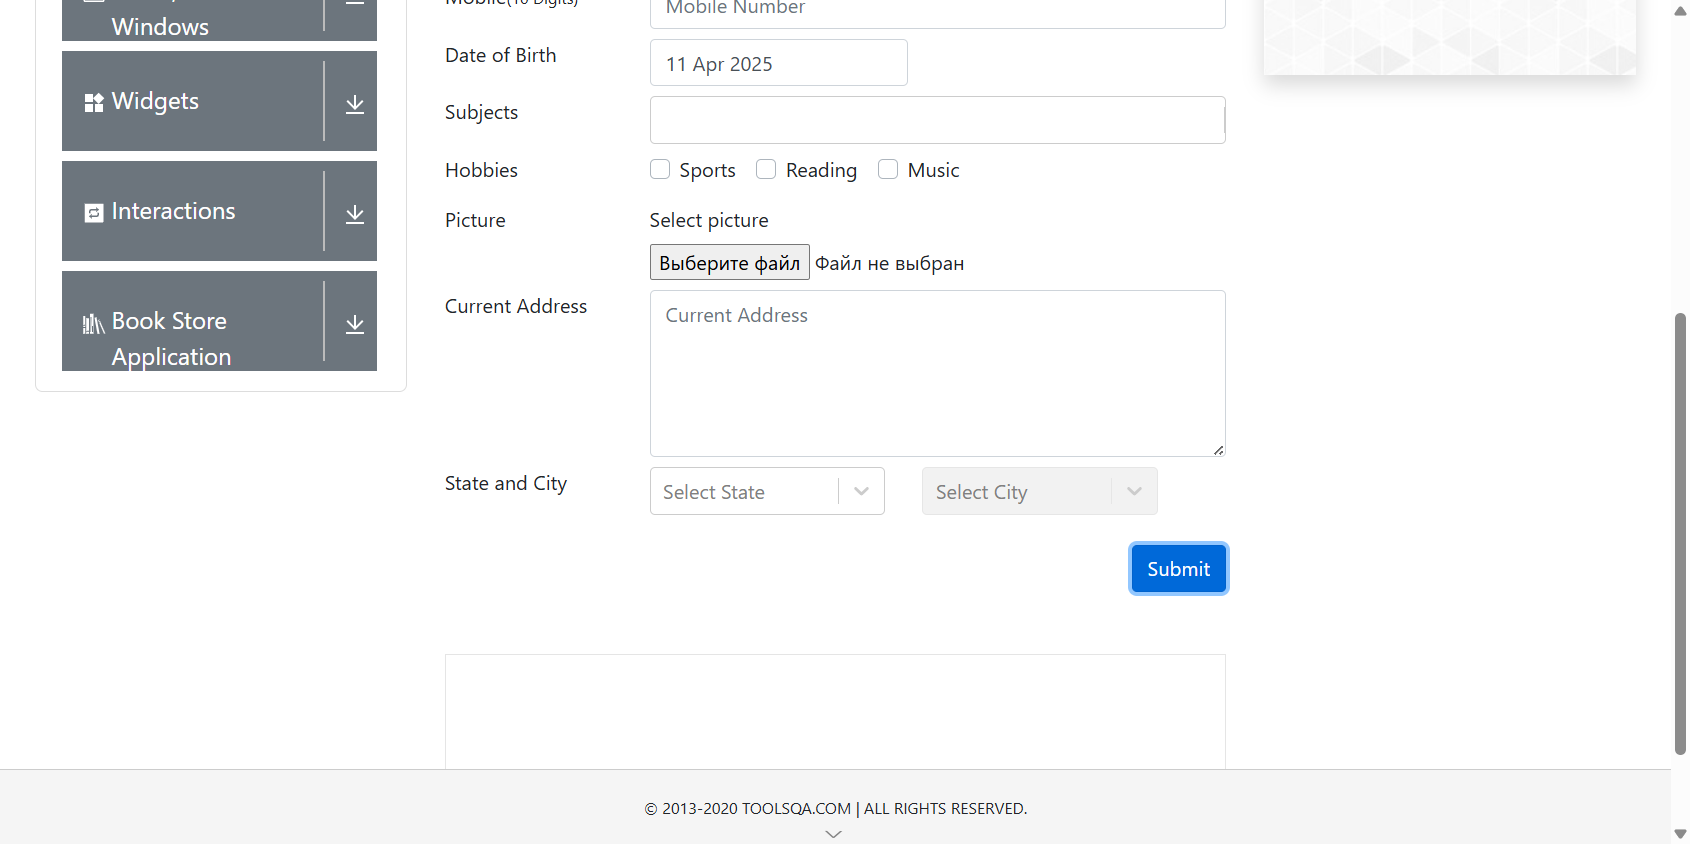 Windows
Widgets
Interactions
Book Store
Application
Mobile(10 Digits)
Mobile Number
Date of Birth
11 Apr 2025
Subjects
Hobbies
Sports
Reading
Music
Picture
Select picture
Выберите файл Файл не выбран
Current Address
Current Address
State and City
Select State
Select City
Submit
© 2013-2020 TOOLSQA.COM | ALL RIGHTS RESERVED.